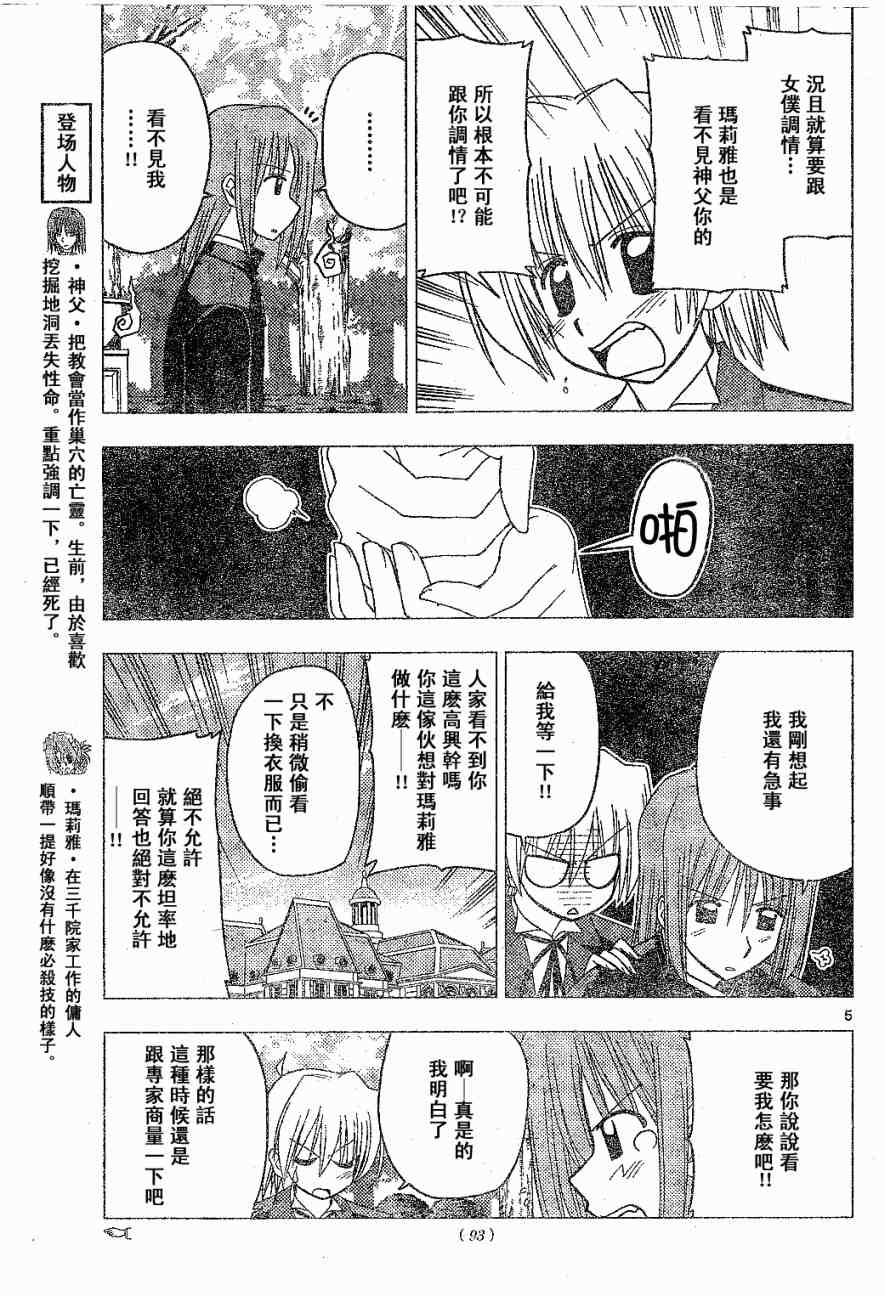 況且就算要跟
女僕調情…
瑪莉雅也是
看不見神父你的
所以根本不可能
跟你調情了吧!?
………
看不見我
……!!
啪
我剛想起
我還有急事
給我等一下!!
人家看不到你
這麼高興幹嗎
你這傢伙想對瑪莉雅
做什麼——!!
不
只是稍微偷看
一下換衣服而已…
絕不允許
就算你這麼坦率地
回答也絕對不允許
——!!
那你說說看
要我怎麼吧!!
啊—真是的
我明白了
那樣的話
這種時候還是
跟專家商量一下吧
登场人物
・神父・把教會當作巢穴的亡靈。生前，由於喜歡
挖掘地洞丟失性命。重點強調一下，已經死了。
・瑪莉雅・在三千院家工作的傭人
順帶一提好像沒有什麼必殺技的樣子。
5
(93)